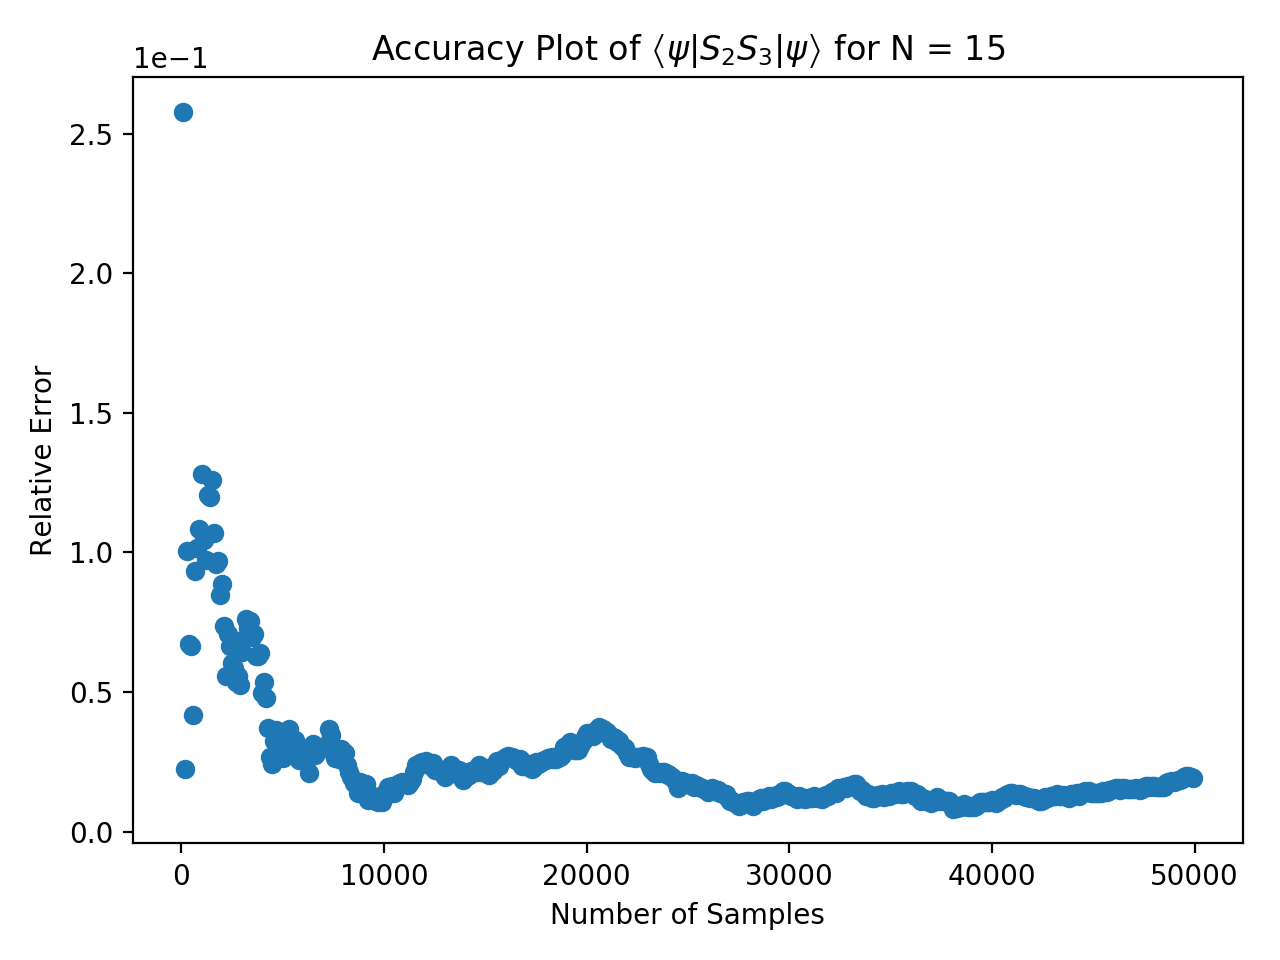 Accuracy Plot of ⟨ψ|S₂S₃|ψ⟩ for N = 15
1e−1
2.5
2.0
1.5
1.0
0.5
0.0
Relative Error
0 10000 20000 30000 40000 50000
Number of Samples